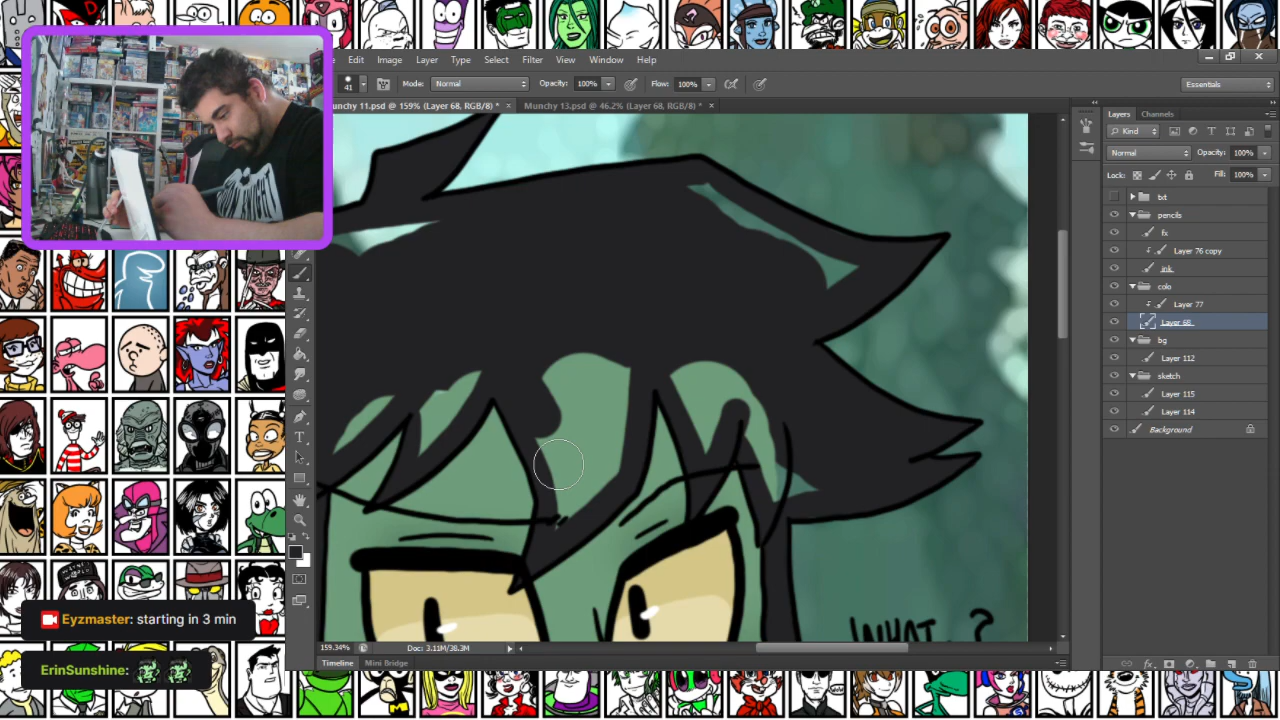 Edit Image Layer Type Select Filter View Window Help
41 Mode: Normal Opacity: 100% Flow: 100% Essentials
unchy 11.psd @ 159% (Layer 68, RGB/8) * × Munchy 13.psd @ 46.2% (Layer 68, RGB/8) * ×
Layers Channels
Kind
Normal Opacity: 100%
Lock: Fill: 100%
txt
pencils
fx
Layer 76 copy
ink
colo
Layer 77
Layer 68
bg
Layer 112
sketch
Layer 115
Layer 114
Background
WHAT..?
Eyzmaster: starting in 3 min
ErinSunshine:
159.34% Doc: 3.11M/38.3M
Timeline Mini Bridge